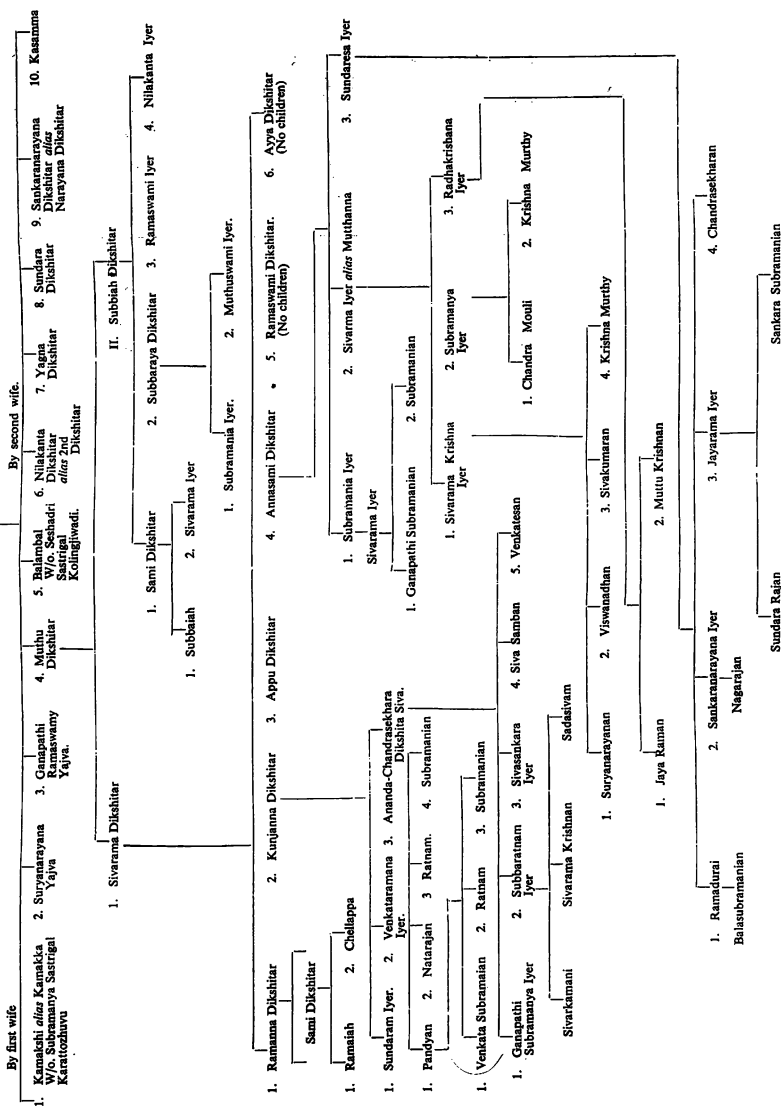 By first wife
By second wife.
1. Kamakshi alias Kamakka
W/o. Subramanya Sastrigal
Karattozhuvu
2. Suryanarayana
Yajva
3. Ganapathi
Ramaswamy
Yajva.
4. Muthu
Dikshitar
5. Balambal
W/o. Seshadri
Sastrigal
Kolingjiwadi.
6. Nilakanta
Dikshitar
alias 2nd
Dikshitar
7. Yagna
Dikshitar
8. Sundara
Dikshitar
9. Sankaranarayana
Dikshitar alias
Narayana Dikshitar
10. Kasamma
1. Sivarama Dikshitar
II. Subbiah Dikshitar
1. Sami Dikshitar
2. Subbaraya Dikshitar
3. Ramaswami Iyer
4. Nilakanta Iyer
1. Subbaiah
2. Sivarama Iyer
1. Subramania Iyer.
2. Muthuswami Iyer.
1. Ramanna Dikshitar
2. Kunjanna Dikshitar
3. Appu Dikshitar
4. Annasami Dikshitar
5. Ramaswami Dikshitar.
(No children)
6. Ayya Dikshitar
(No children)
Sami Dikshitar
1. Ramaiah
2. Chellappa
1. Subramania Iyer
2. Sivarma Iyer alias Mutthanna
3. Sundaresa Iyer
Sivarama Iyer
1. Ganapathi Subramanian
2. Subramanian
1. Sundaram Iyer.
2. Venkataramana
Iyer.
3. Ananda-Chandrasekhara
Dikshita Siva.
1. Sivarama Krishna
Iyer
2. Subramanya
Iyer
3. Radhakrishana
Iyer
1. Pandyan
2. Natarajan
3 Ratnam.
4. Subramanian
1. Chandra Mouli
2. Krishna Murthy
1. Venkata Subramaian
2. Ratnam
3. Subramanian
1. Ganapathi
Subramanya Iyer
2. Subbaratnam
Iyer
3. Sivasankara
Iyer
4. Siva Samban
5. Venkatesan
Sivarkamani
Sivarama Krishnan
Sadasivam
1. Suryanarayanan
2. Viswanadhan
3. Sivakumaran
4. Krishna Murthy
1. Jaya Raman
2. Muttu Krishnan
1. Ramadurai
2. Sankaranarayana Iyer
3. Jayarama Iyer
4. Chandrasekharan
Balasubramanian
Nagarajan
Sundara Rajan
Sankara Subramanian